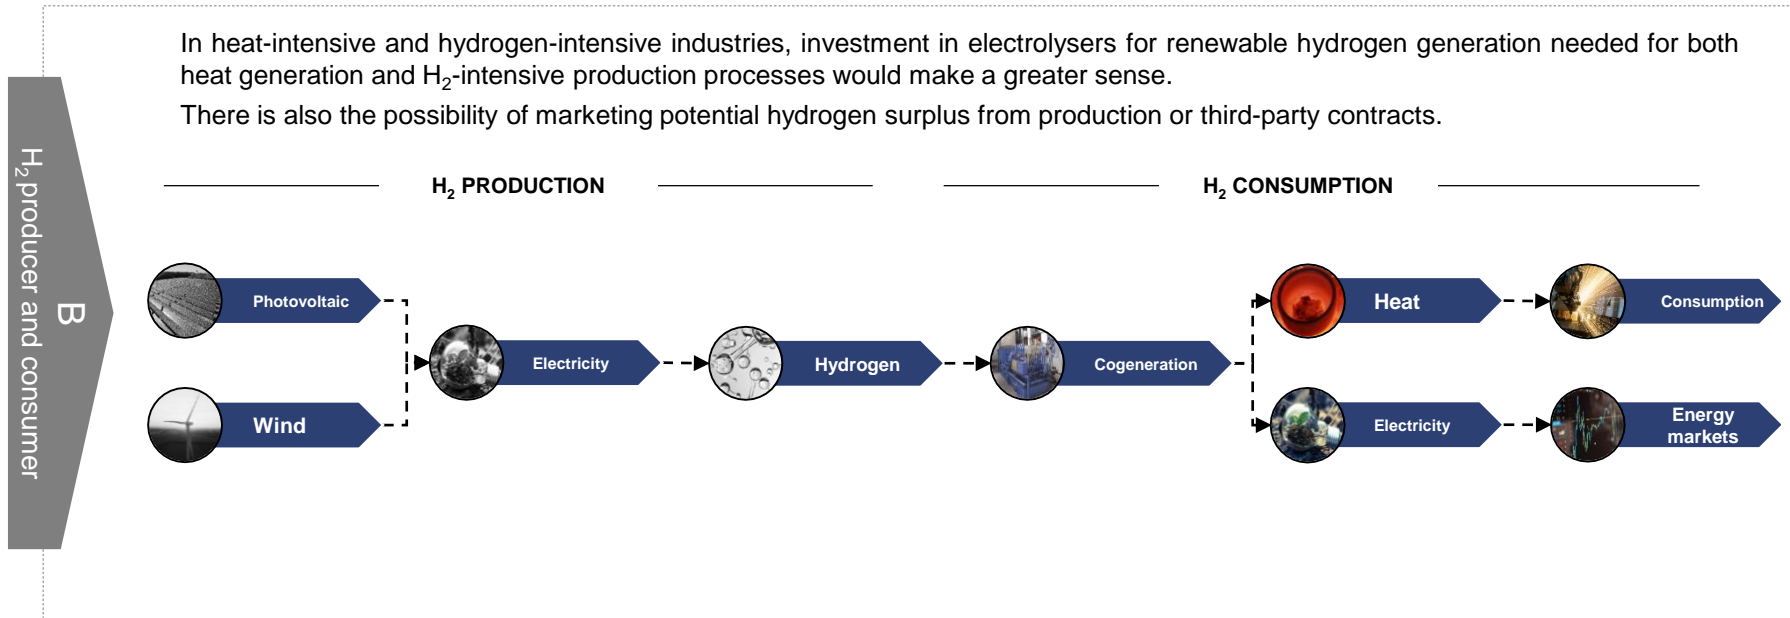 In heat-intensive and hydrogen-intensive industries, investment in electrolysers for renewable hydrogen generation needed for both
heat generation and H₂-intensive production processes would make a greater sense.
There is also the possibility of marketing potential hydrogen surplus from production or third-party contracts.
B
H₂ producer and consumer
H₂ PRODUCTION
H₂ CONSUMPTION
Photovoltaic
Wind
Electricity
Hydrogen
Cogeneration
Heat
Consumption
Electricity
Energy
markets